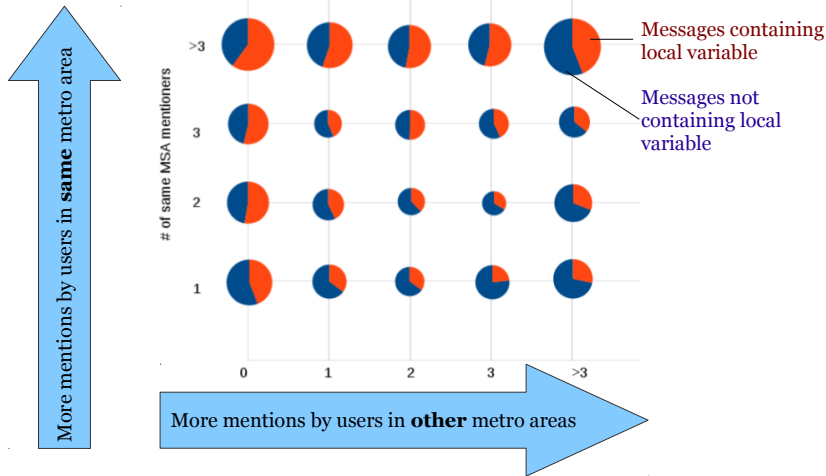 More mentions by users in same metro area
# of same MSA mentioners
>3
3
2
1
0
1
2
3
>3
More mentions by users in other metro areas
Messages containing
local variable
Messages not
containing local
variable